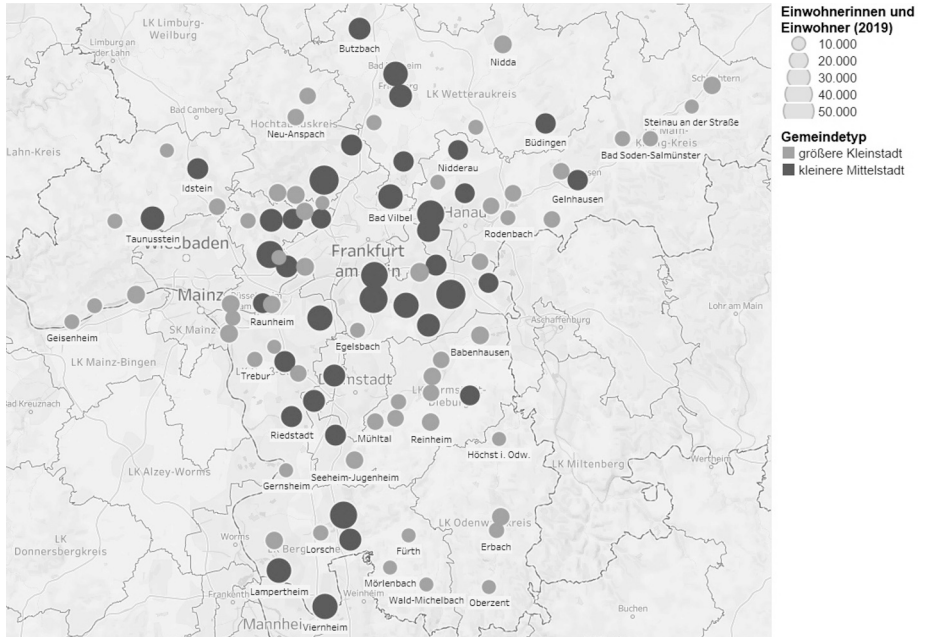 Einwohnerinnen und
Einwohner (2019)
10.000
20.000
30.000
40.000
50.000
Gemeindetyp
größere Kleinstadt
kleinere Mittelstadt
LK Limburg-
Weilburg
Limburg an
der Lahn
Butzbach
Nidda
Bad
LK Wetteraukreis
Bad Camberg
Neu-Anspach
Büdingen
Steinau an der Straße
Bad Soden-Salmünster
Lahn-Kreis
Idstein
Nidderau
Gelnhausen
Hanau
Bad Vilbel
Rodenbach
Taunusstein
Wiesbaden
Frankfurt
am
Mainz
Raunheim
SK Mainz
Geisenheim
Lohr am Main
Aschaffenburg
Egelsbach
Babenhausen
LK Mainz-Bingen
Trebur
Bad Kreuznach
Riedstadt
Mühltal
Reinheim
Höchst i. Odw.
Wertheim
LK Miltenberg
Seeheim-Jugenheim
Gernsheim
LK Alzey-Worms
LK
Donnersbergkreis
Worms
Lorsch
Fürth
Erbach
Mörlenbach
Lampertheim
Weinheim
Wald-Michelbach
Oberzent
Buchen
Viernheim